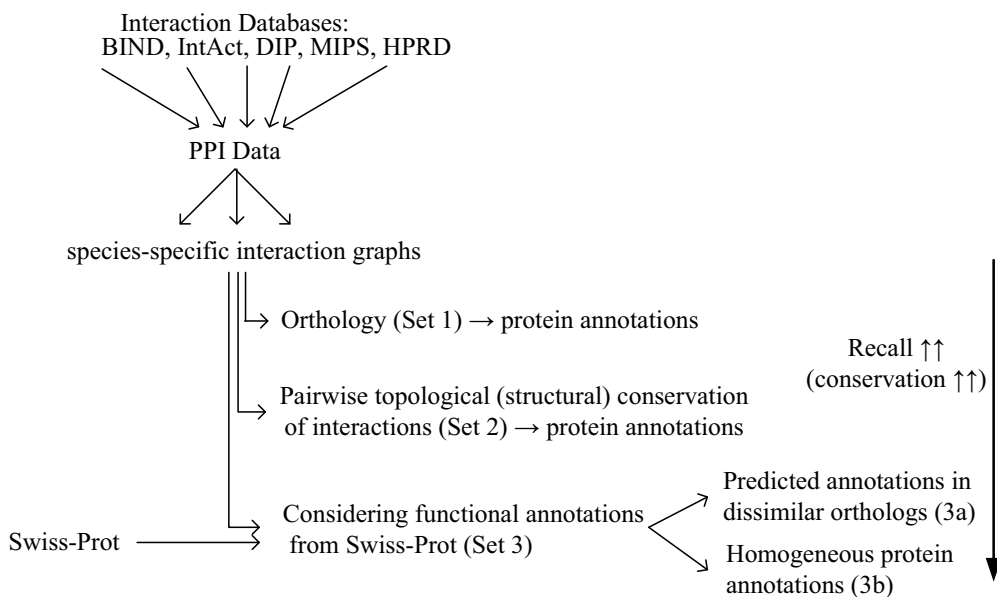 Interaction Databases:
BIND, IntAct, DIP, MIPS, HPRD
PPI Data
species-specific interaction graphs
Orthology (Set 1) → protein annotations
Recall ↑↑
(conservation ↑↑)
Pairwise topological (structural) conservation
of interactions (Set 2) → protein annotations
Predicted annotations in
dissimilar orthologs (3a)
Considering functional annotations
from Swiss-Prot (Set 3)
Swiss-Prot
Homogeneous protein
annotations (3b)